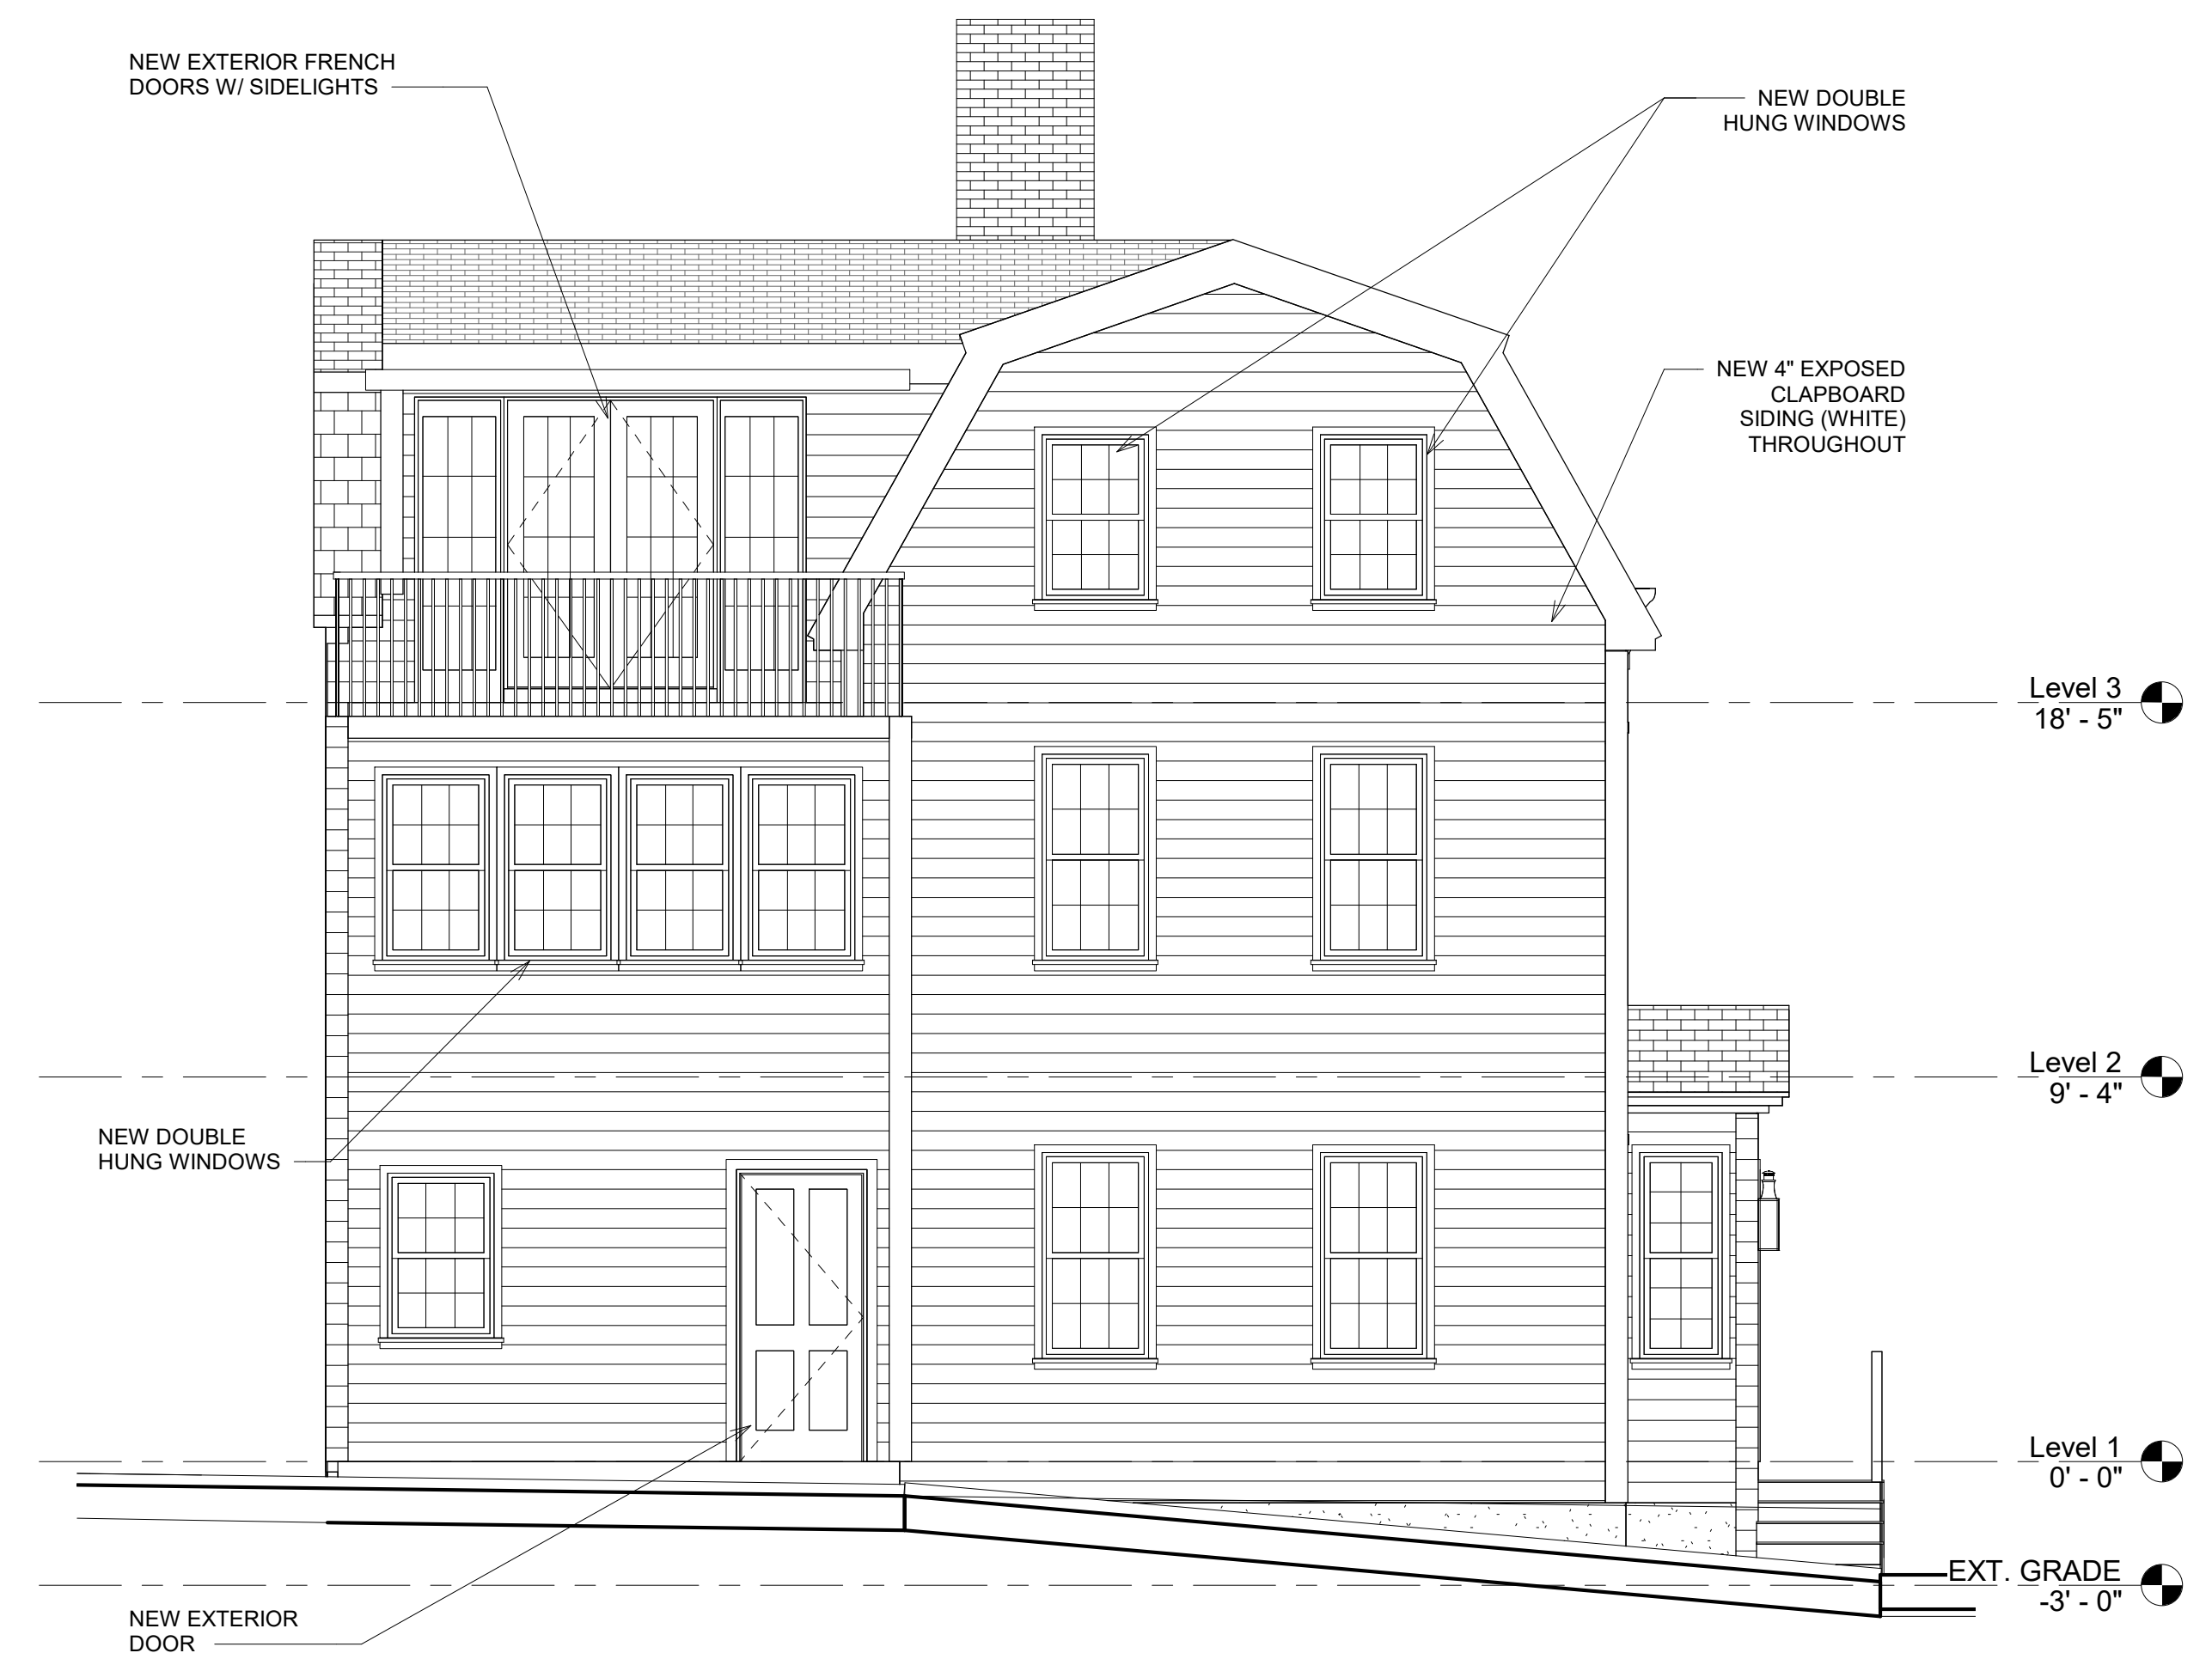 NEW EXTERIOR FRENCH
DOORS W/ SIDELIGHTS
NEW DOUBLE
HUNG WINDOWS
NEW 4" EXPOSED
CLAPBOARD
SIDING (WHITE)
THROUGHOUT
Level 3
18' - 5"
Level 2
9' - 4"
NEW DOUBLE
HUNG WINDOWS
Level 1
0' - 0"
EXT. GRADE
-3' - 0"
NEW EXTERIOR
DOOR